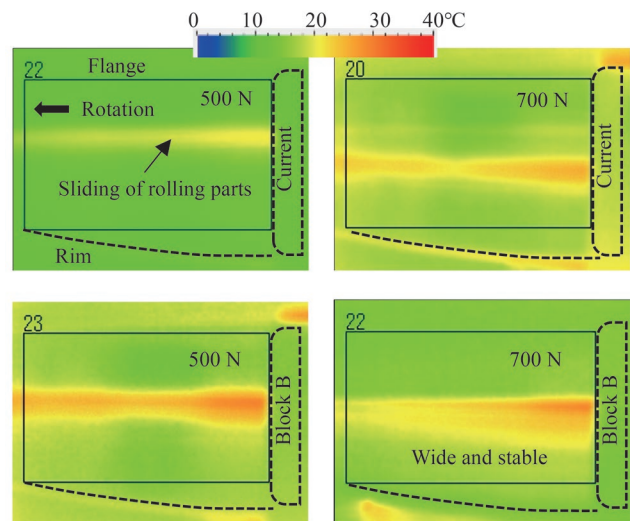 0 10 20 30 40℃
22
Flange
500 N
Rotation
Sliding of rolling parts
Current
Rim
20
700 N
Current
23
500 N
Block B
22
700 N
Wide and stable
Block B